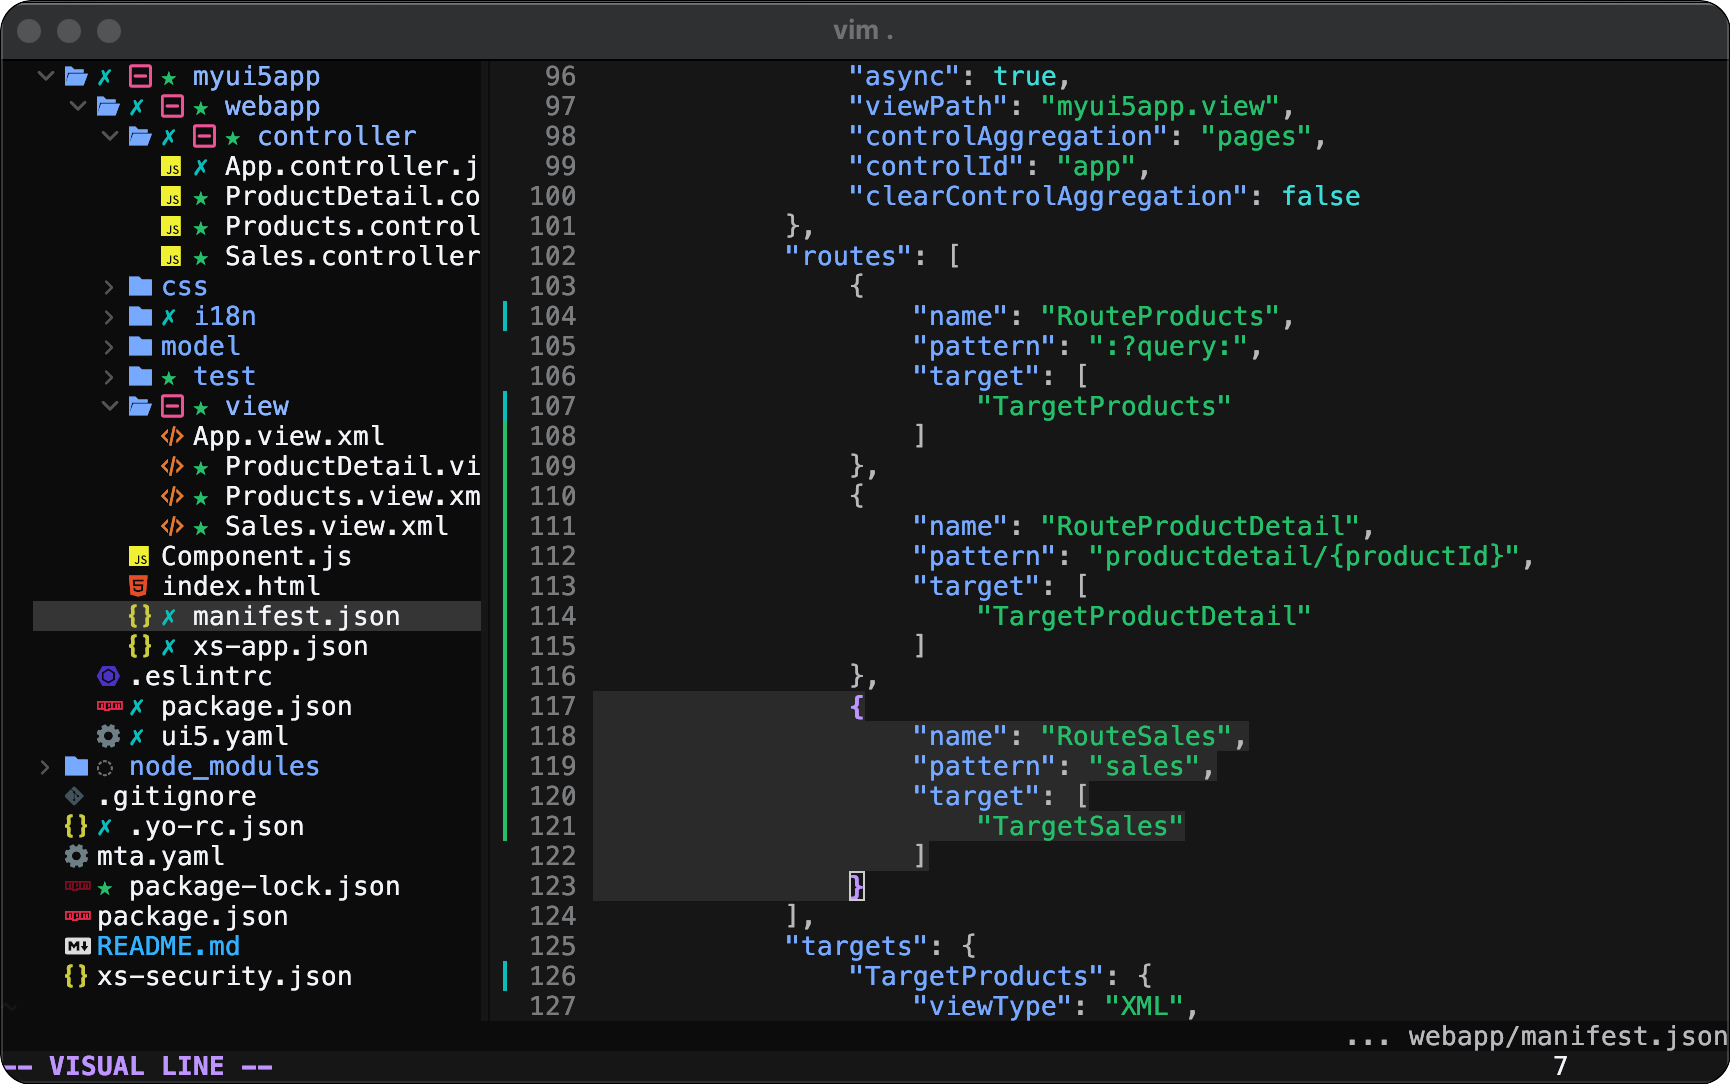 vim .
myui5app
webapp
controller
App.controller.j
ProductDetail.co
Products.control
Sales.controller
css
i18n
model
test
view
App.view.xml
ProductDetail.vi
Products.view.xm
Sales.view.xml
Component.js
index.html
manifest.json
xs-app.json
.eslintrc
package.json
ui5.yaml
node_modules
.gitignore
.yo-rc.json
mta.yaml
package-lock.json
package.json
README.md
xs-security.json
96 "async": true,
97 "viewPath": "myui5app.view",
98 "controlAggregation": "pages",
99 "controlId": "app",
100 "clearControlAggregation": false
101 },
102 "routes": [
103 {
104 "name": "RouteProducts",
105 "pattern": ":?query:",
106 "target": [
107 "TargetProducts"
108 ]
109 },
110 {
111 "name": "RouteProductDetail",
112 "pattern": "productdetail/{productId}",
113 "target": [
114 "TargetProductDetail"
115 ]
116 },
117 {
118 "name": "RouteSales",
119 "pattern": "sales",
120 "target": [
121 "TargetSales"
122 ]
123 }
124 ],
125 "targets": {
126 "TargetProducts": {
127 "viewType": "XML",
... webapp/manifest.json
-- VISUAL LINE -- 7